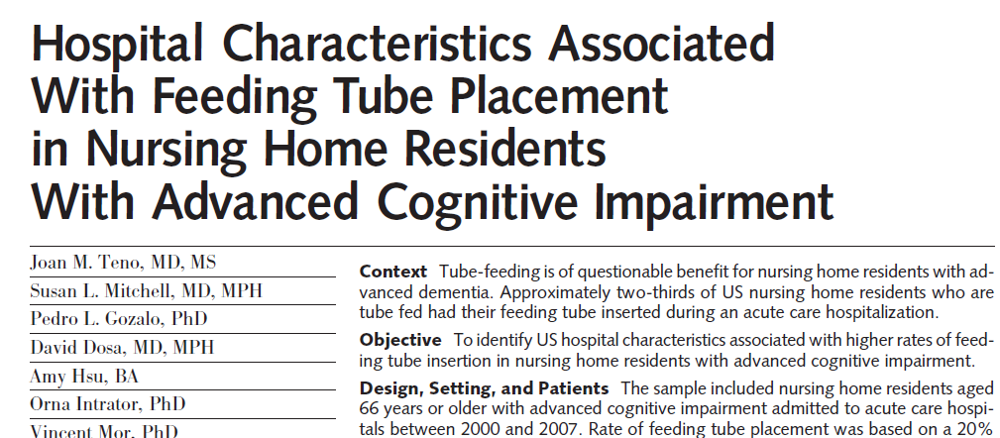 Hospital Characteristics Associated
With Feeding Tube Placement
in Nursing Home Residents
With Advanced Cognitive Impairment
Joan M. Teno, MD, MS
Susan L. Mitchell, MD, MPH
Pedro L. Gozalo, PhD
David Dosa, MD, MPH
Amy Hsu, BA
Orna Intrator, PhD
Vincent Mor, PhD
Context Tube-feeding is of questionable benefit for nursing home residents with ad-
vanced dementia. Approximately two-thirds of US nursing home residents who are
tube fed had their feeding tube inserted during an acute care hospitalization.
Objective To identify US hospital characteristics associated with higher rates of feed-
ing tube insertion in nursing home residents with advanced cognitive impairment.
Design, Setting, and Patients The sample included nursing home residents aged
66 years or older with advanced cognitive impairment admitted to acute care hospi-
tals between 2000 and 2007. Rate of feeding tube placement was based on a 20%